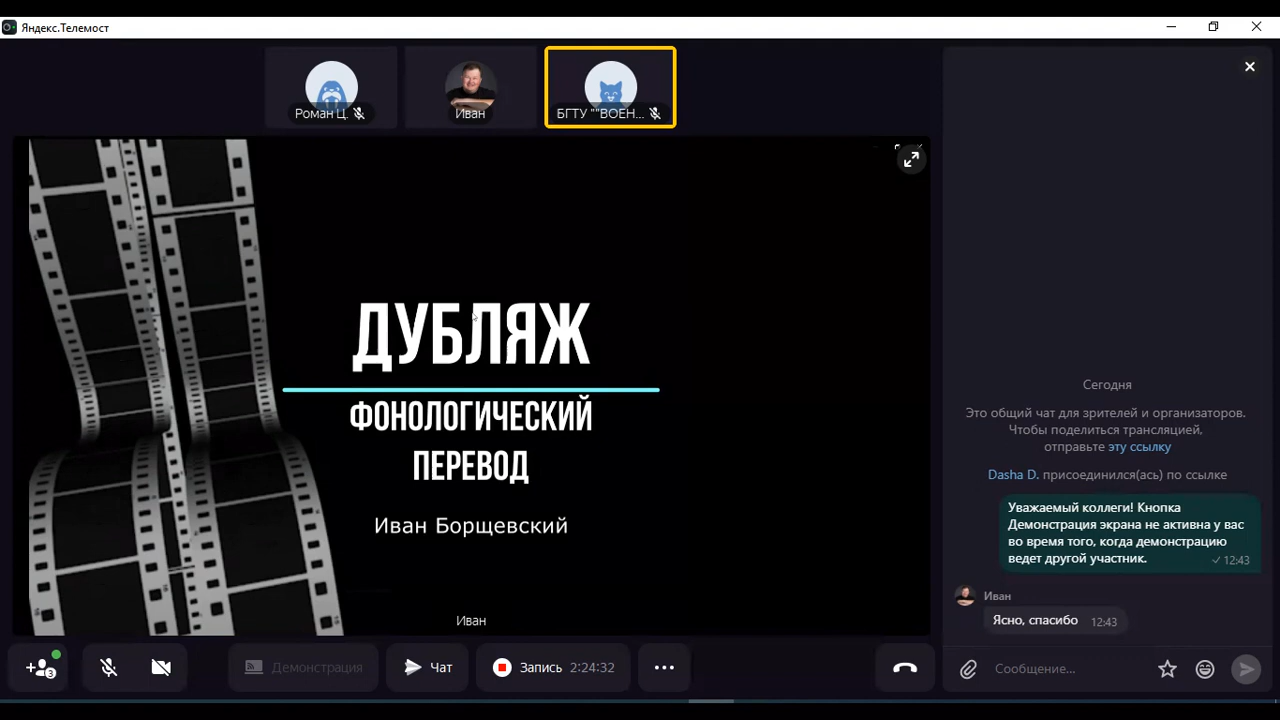 Яндекс.Телемост
Роман Ц.
Иван
БГТУ ""ВОЕН...
ДУБЛЯЖ
ФОНОЛОГИЧЕСКИЙ
ПЕРЕВОД
Иван Борщевский
Иван
Сегодня
Это общий чат для зрителей и организаторов.
Чтобы поделиться трансляцией,
отправьте эту ссылку
Dasha D. присоединился(ась) по ссылке
Уважаемый коллеги! Кнопка
Демонстрация экрана не активна у вас
во время того, когда демонстрацию
ведет другой участник.
12:43
Иван
Ясно, спасибо 12:43
3
Демонстрация
Чат
Запись 2:24:32
Сообщение...